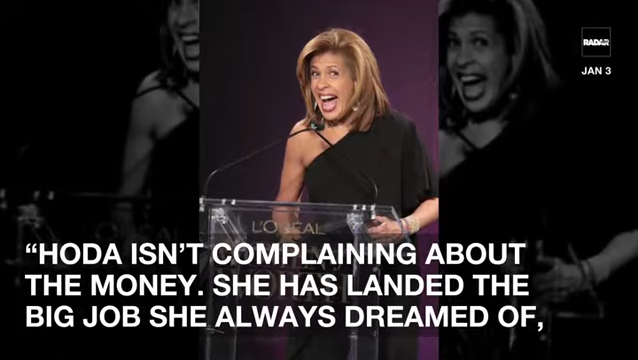 RADAR
JAN 3
L'ORÉAL
“HODA ISN’T COMPLAINING ABOUT
THE MONEY. SHE HAS LANDED THE
BIG JOB SHE ALWAYS DREAMED OF,